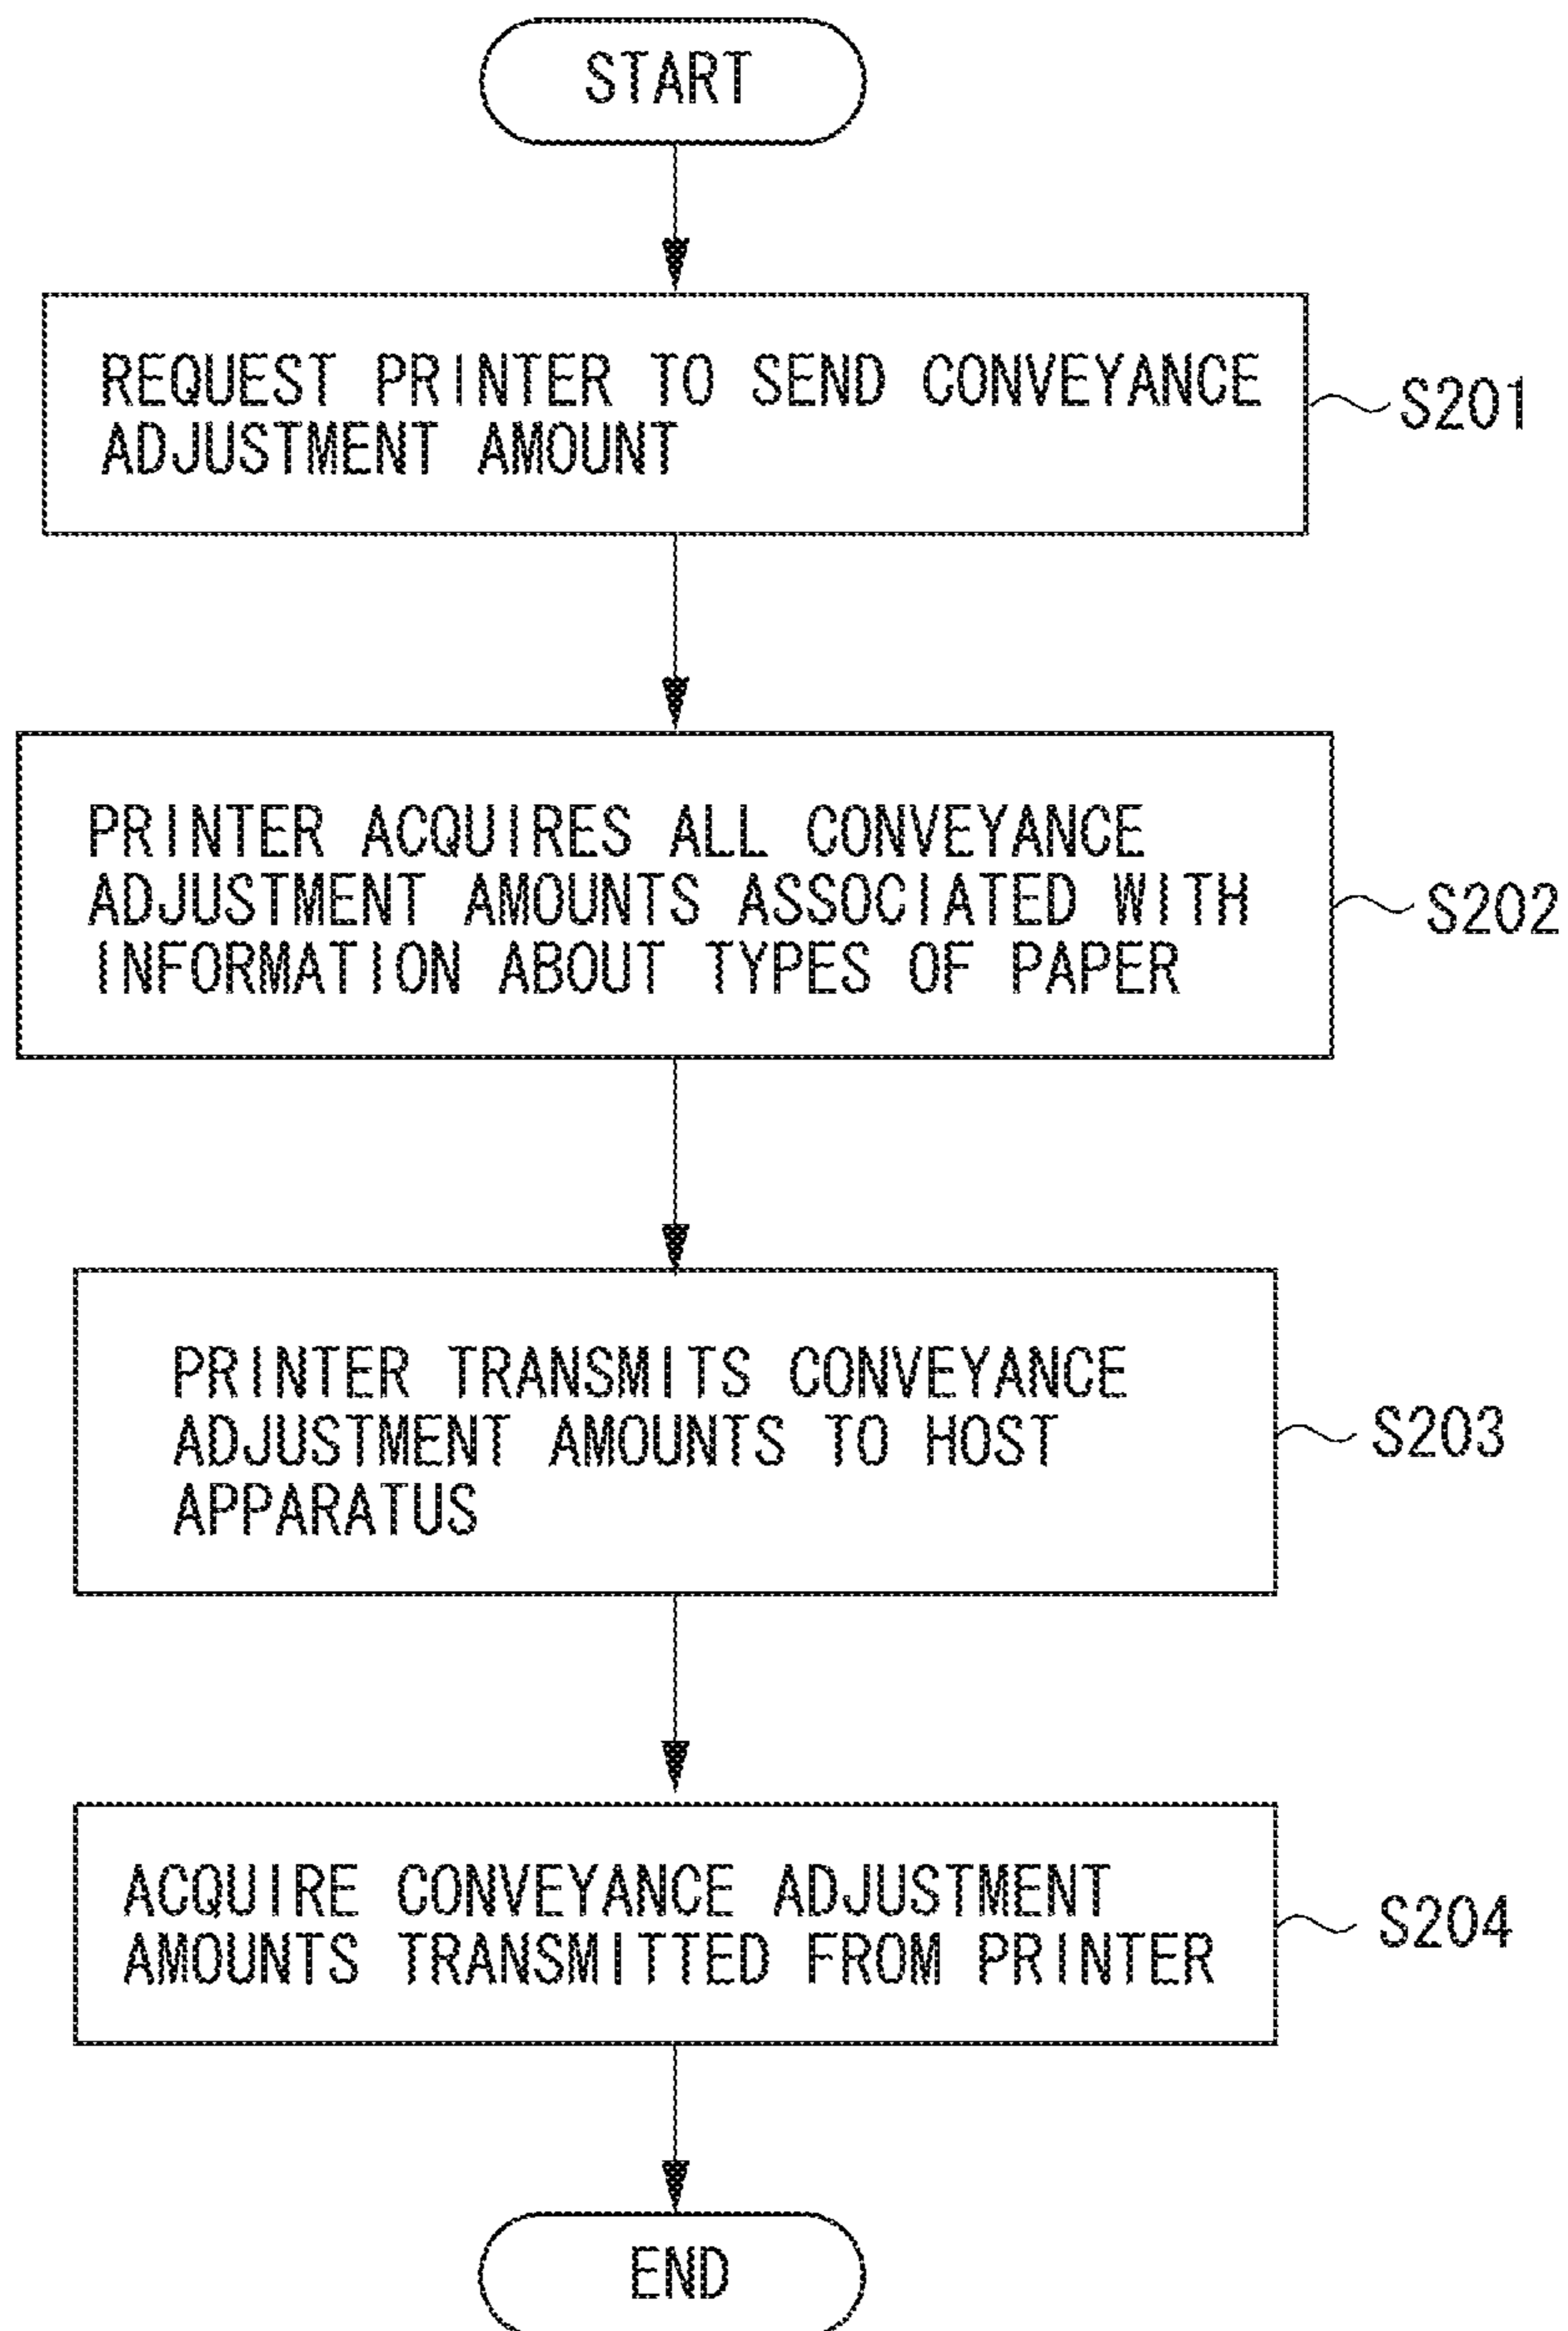 START
REQUEST PRINTER TO SEND CONVEYANCE
ADJUSTMENT AMOUNT
S201
PRINTER ACQUIRES ALL CONVEYANCE
ADJUSTMENT AMOUNTS ASSOCIATED WITH
INFORMATION ABOUT TYPES OF PAPER
S202
PRINTER TRANSMITS CONVEYANCE
ADJUSTMENT AMOUNTS TO HOST
APPARATUS
S203
ACQUIRE CONVEYANCE ADJUSTMENT
AMOUNTS TRANSMITTED FROM PRINTER
S204
END